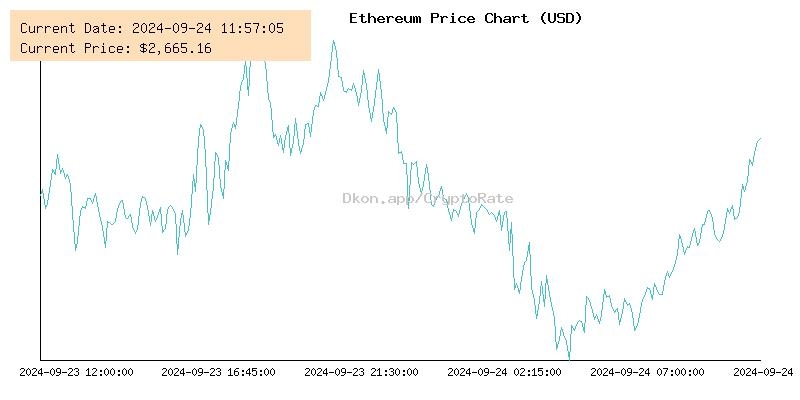 Ethereum Price Chart (USD)
Current Date: 2024-09-24 11:57:05
Current Price: $2,665.16
Dkon.app/CryptoRate
2024-09-23 12:00:00 2024-09-23 16:45:00 2024-09-23 21:30:00 2024-09-24 02:15:00 2024-09-24 07:00:00 2024-09-24